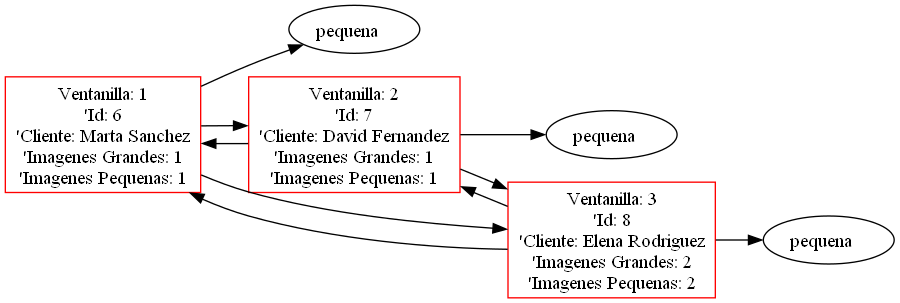 pequena
Ventanilla: 1
'Id: 6
'Cliente: Marta Sanchez
'Imagenes Grandes: 1
'Imagenes Pequenas: 1
Ventanilla: 2
'Id: 7
'Cliente: David Fernandez
'Imagenes Grandes: 1
'Imagenes Pequenas: 1
pequena
Ventanilla: 3
'Id: 8
'Cliente: Elena Rodriguez
'Imagenes Grandes: 2
'Imagenes Pequenas: 2
pequena